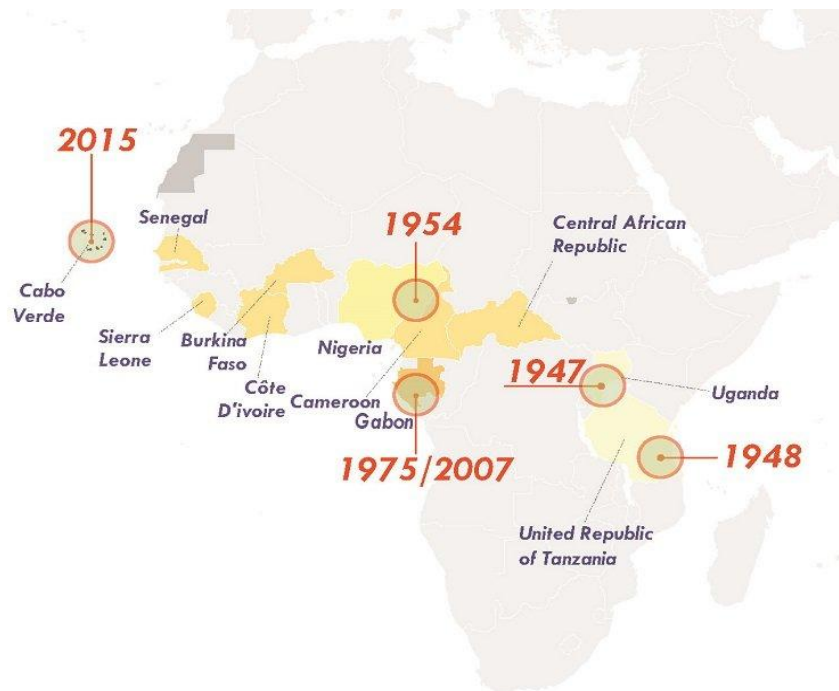 2015
Senegal
1954
Central African
Republic
Cabo
Verde
Sierra
Leone
Burkina
Faso
Nigeria
Côte
D'ivoire
Cameroon
Gabon
1947
Uganda
1975/2007
1948
United Republic
of Tanzania